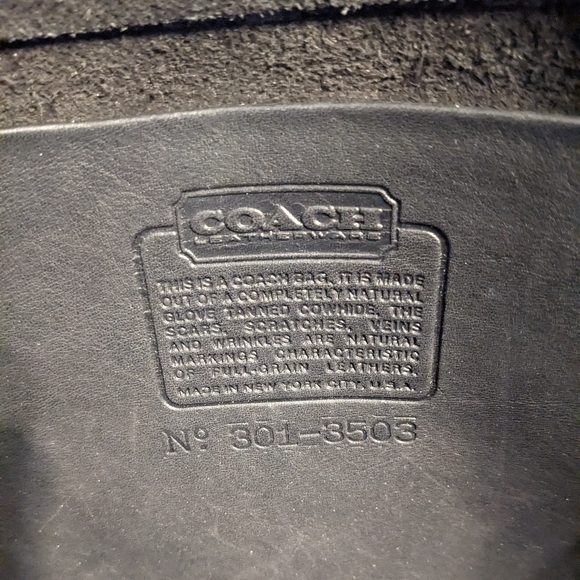 COACH
LEATHERWARE
THIS IS A COACH BAG. IT IS MADE
OUT OF A COMPLETELY NATURAL
GLOVE TANNED COWHIDE. THE
SCARS, SCRATCHES, VEINS
AND WRINKLES ARE NATURAL
MARKINGS CHARACTERISTIC
OF FULL-GRAIN LEATHERS.
MADE IN NEW YORK CITY, U.S.A.
Nº 301-3503